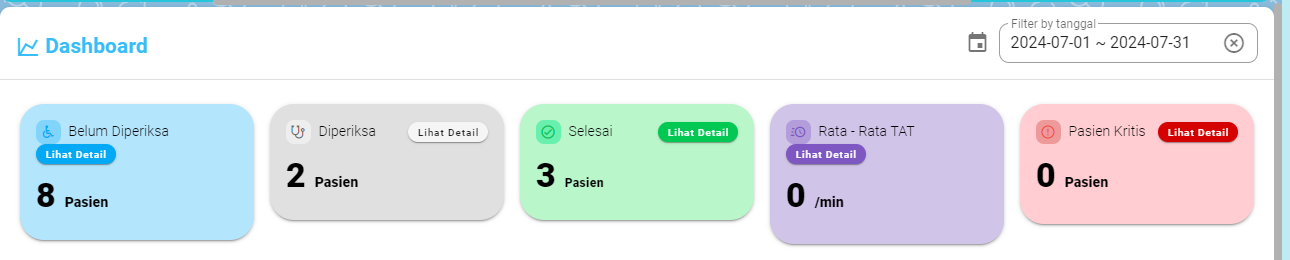 Dashboard
Filter by tanggal
2024-07-01 ~ 2024-07-31
Belum Diperiksa
Lihat Detail
8 Pasien
Diperiksa Lihat Detail
2 Pasien
Selesai Lihat Detail
3 Pasien
Rata - Rata TAT
Lihat Detail
0 /min
Pasien Kritis Lihat Detail
0 Pasien